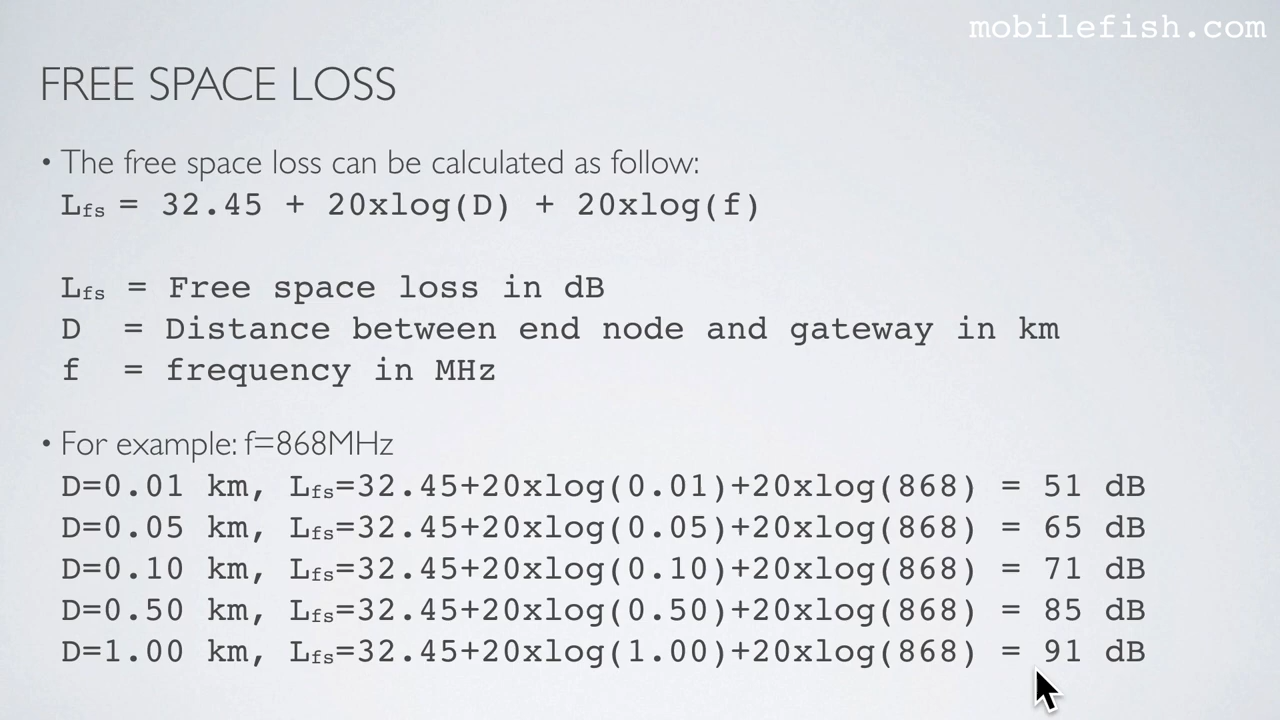 mobilefish.com
FREE SPACE LOSS
• The free space loss can be calculated as follow:
Lfs = 32.45 + 20xlog(D) + 20xlog(f)
Lfs = Free space loss in dB
D = Distance between end node and gateway in km
f = frequency in MHz
• For example: f=868MHz
D=0.01 km, Lfs=32.45+20xlog(0.01)+20xlog(868) = 51 dB
D=0.05 km, Lfs=32.45+20xlog(0.05)+20xlog(868) = 65 dB
D=0.10 km, Lfs=32.45+20xlog(0.10)+20xlog(868) = 71 dB
D=0.50 km, Lfs=32.45+20xlog(0.50)+20xlog(868) = 85 dB
D=1.00 km, Lfs=32.45+20xlog(1.00)+20xlog(868) = 91 dB